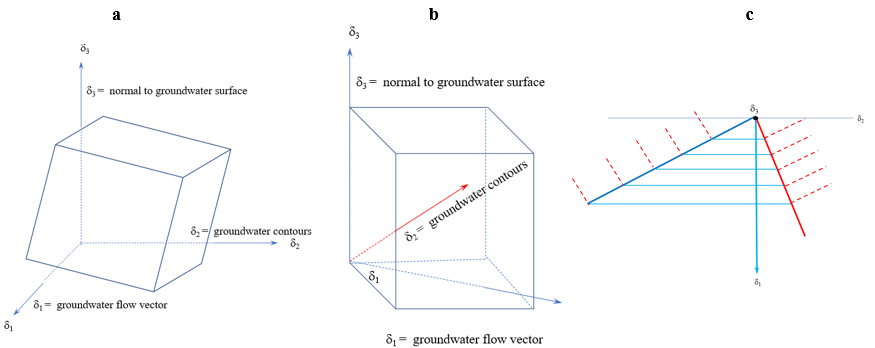 a
δ3
δ3 = normal to groundwater surface
δ2 = groundwater contours
δ2
δ1 = groundwater flow vector
δ1
b
δ3
δ3 = normal to groundwater surface
δ2 = groundwater contours
δ1
δ1 = groundwater flow vector
c
δ3
δ2
δ1